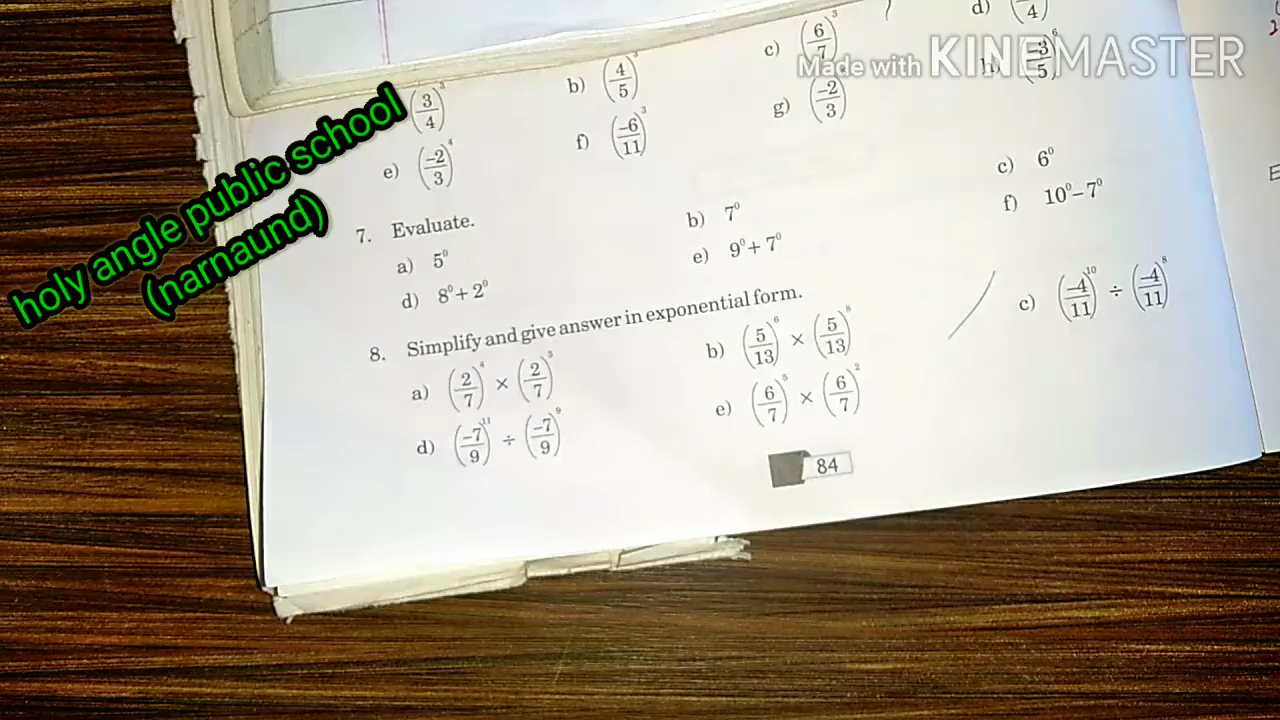 Made with KINEMASTER
holy angle public school
(narnaund)
d)
c) (6/7)³
b) (4/5)
(3/4)
h) (-3/5)⁶
g) (-2/3)
f) (-6/11)³
e) (-2/3)⁴
7. Evaluate.
a) 5⁰ b) 7⁰ c) 6⁰
d) 8⁰+2⁰ e) 9⁰+7⁰ f) 10⁰–7⁰
8. Simplify and give answer in exponential form.
a) (2/7)⁴ × (2/7)³ b) (5/13)⁶ × (5/13)⁸ c) (-4/11)¹⁰ ÷ (-4/11)⁸
d) (-7/9)¹¹ ÷ (-7/9)⁹ e) (6/7)⁵ × (6/7)²
84